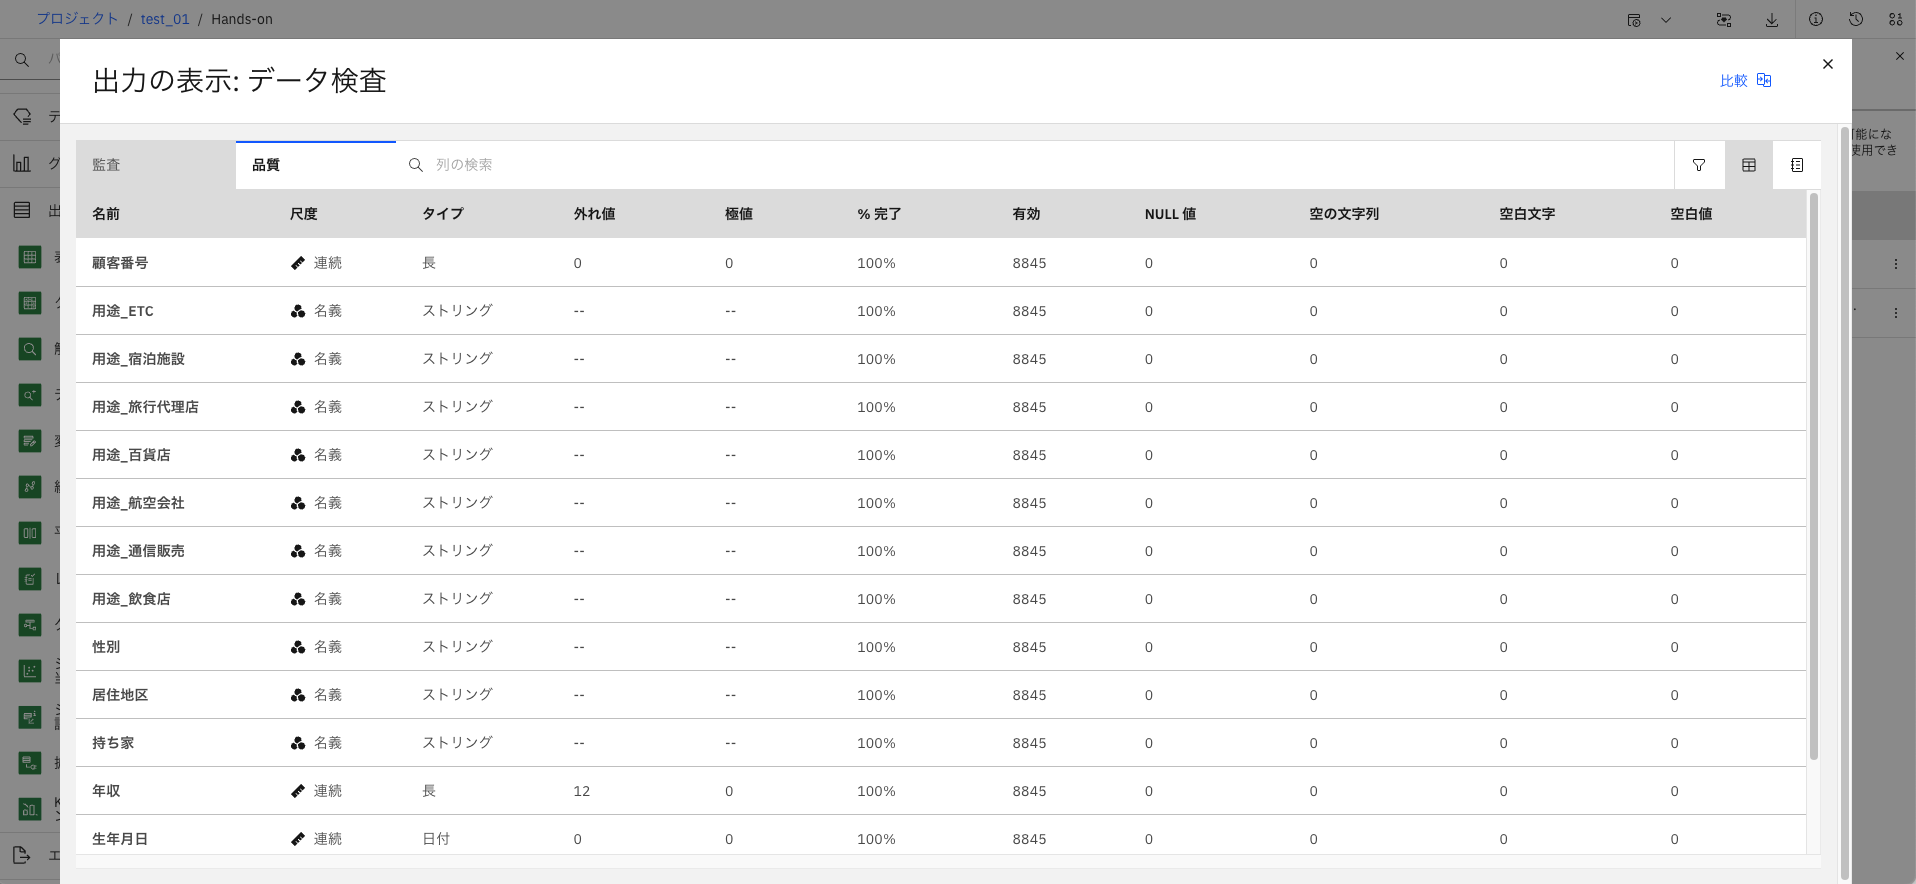 プロジェクト / test_01 / Hands-on
出力の表示: データ検査
比較
可能にな
使用でき
監査 品質 列の検索
名前 尺度 タイプ 外れ値 極値 % 完了 有効 NULL 値 空の文字列 空白文字 空白値
顧客番号 連続 長 0 0 100% 8845 0 0 0 0
用途_ETC 名義 ストリング -- -- 100% 8845 0 0 0 0
用途_宿泊施設 名義 ストリング -- -- 100% 8845 0 0 0 0
用途_旅行代理店 名義 ストリング -- -- 100% 8845 0 0 0 0
用途_百貨店 名義 ストリング -- -- 100% 8845 0 0 0 0
用途_航空会社 名義 ストリング -- -- 100% 8845 0 0 0 0
用途_通信販売 名義 ストリング -- -- 100% 8845 0 0 0 0
用途_飲食店 名義 ストリング -- -- 100% 8845 0 0 0 0
性別 名義 ストリング -- -- 100% 8845 0 0 0 0
居住地区 名義 ストリング -- -- 100% 8845 0 0 0 0
持ち家 名義 ストリング -- -- 100% 8845 0 0 0 0
年収 連続 長 12 0 100% 8845 0 0 0 0
生年月日 連続 日付 0 0 100% 8845 0 0 0 0